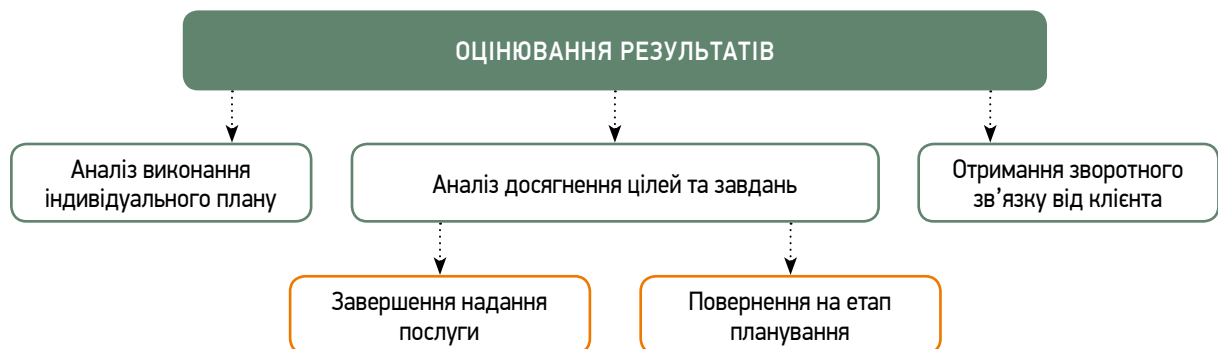 ОЦІНЮВАННЯ РЕЗУЛЬТАТІВ
Аналіз виконання
індивідуального плану
Аналіз досягнення цілей та завдань
Отримання зворотного
зв’язку від клієнта
Завершення надання
послуги
Повернення на етап
планування